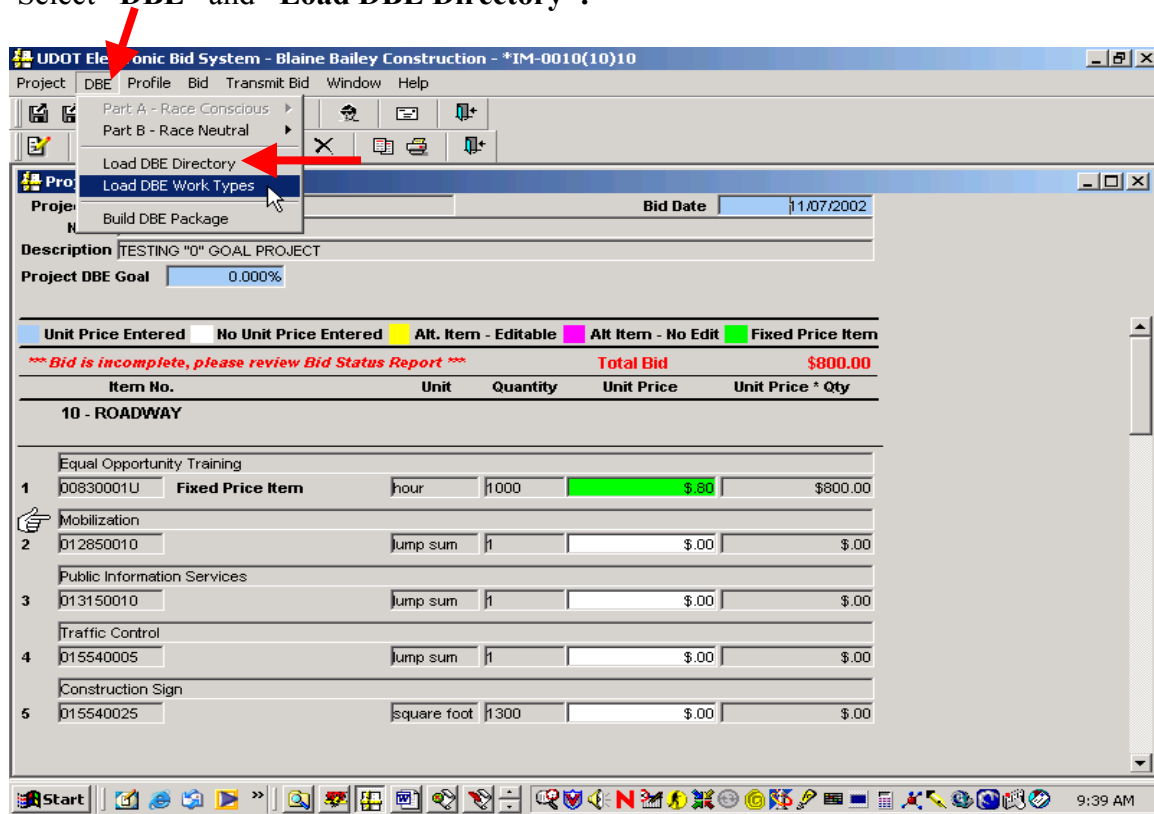 Select "DBE" and "Load DBE Directory".
UDOT Ele onic Bid System - Blaine Bailey Construction - *IM-0010(10)10
Project DBE Profile Bid Transmit Bid Window Help
Part A - Race Conscious
Part B - Race Neutral
Load DBE Directory
Load DBE Work Types
Build DBE Package
Bid Date 11/07/2002
Description TESTING "0" GOAL PROJECT
Project DBE Goal 0.000%
Unit Price Entered No Unit Price Entered Alt. Item - Editable Alt Item - No Edit Fixed Price Item
*** Bid is incomplete, please review Bid Status Report *** Total Bid $800.00
Item No. Unit Quantity Unit Price Unit Price * Qty
10 - ROADWAY
Equal Opportunity Training
1 00830001U Fixed Price Item hour 1000 $.80 $800.00
Mobilization
2 012850010 lump sum 1 $.00 $.00
Public Information Services
3 013150010 lump sum 1 $.00 $.00
Traffic Control
4 015540005 lump sum 1 $.00 $.00
Construction Sign
5 015540025 square foot 1300 $.00 $.00
Start 9:39 AM